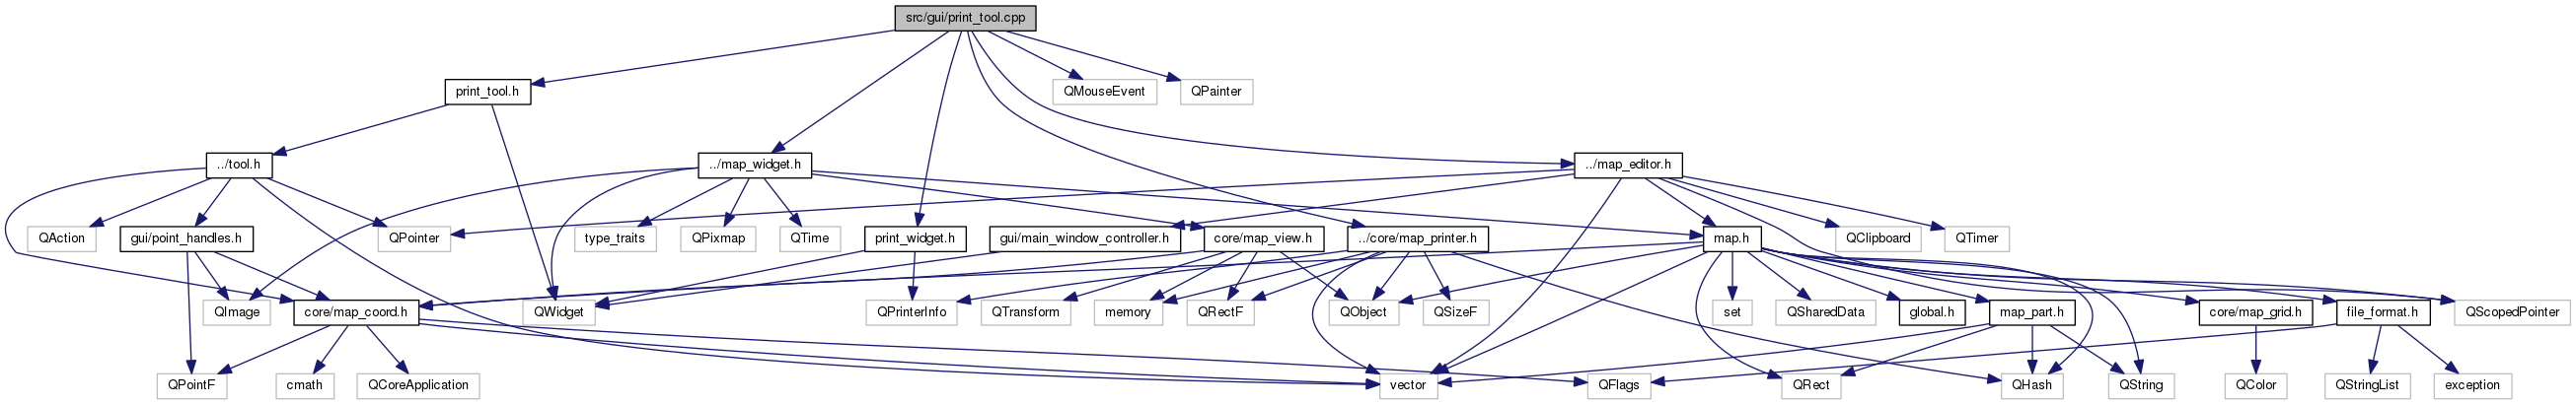 src/gui/print_tool.cpp
print_tool.h
QMouseEvent
QPainter
../tool.h
../map_widget.h
../map_editor.h
QAction
gui/point_handles.h
QPointer
type_traits
QPixmap
QTime
print_widget.h
gui/main_window_controller.h
core/map_view.h
../core/map_printer.h
map.h
QClipboard
QTimer
QImage
core/map_coord.h
QWidget
QPrinterInfo
QTransform
memory
QRectF
QObject
QSizeF
set
QSharedData
global.h
map_part.h
core/map_grid.h
file_format.h
QScopedPointer
QPointF
cmath
QCoreApplication
vector
QFlags
QRect
QHash
QString
QColor
QStringList
exception